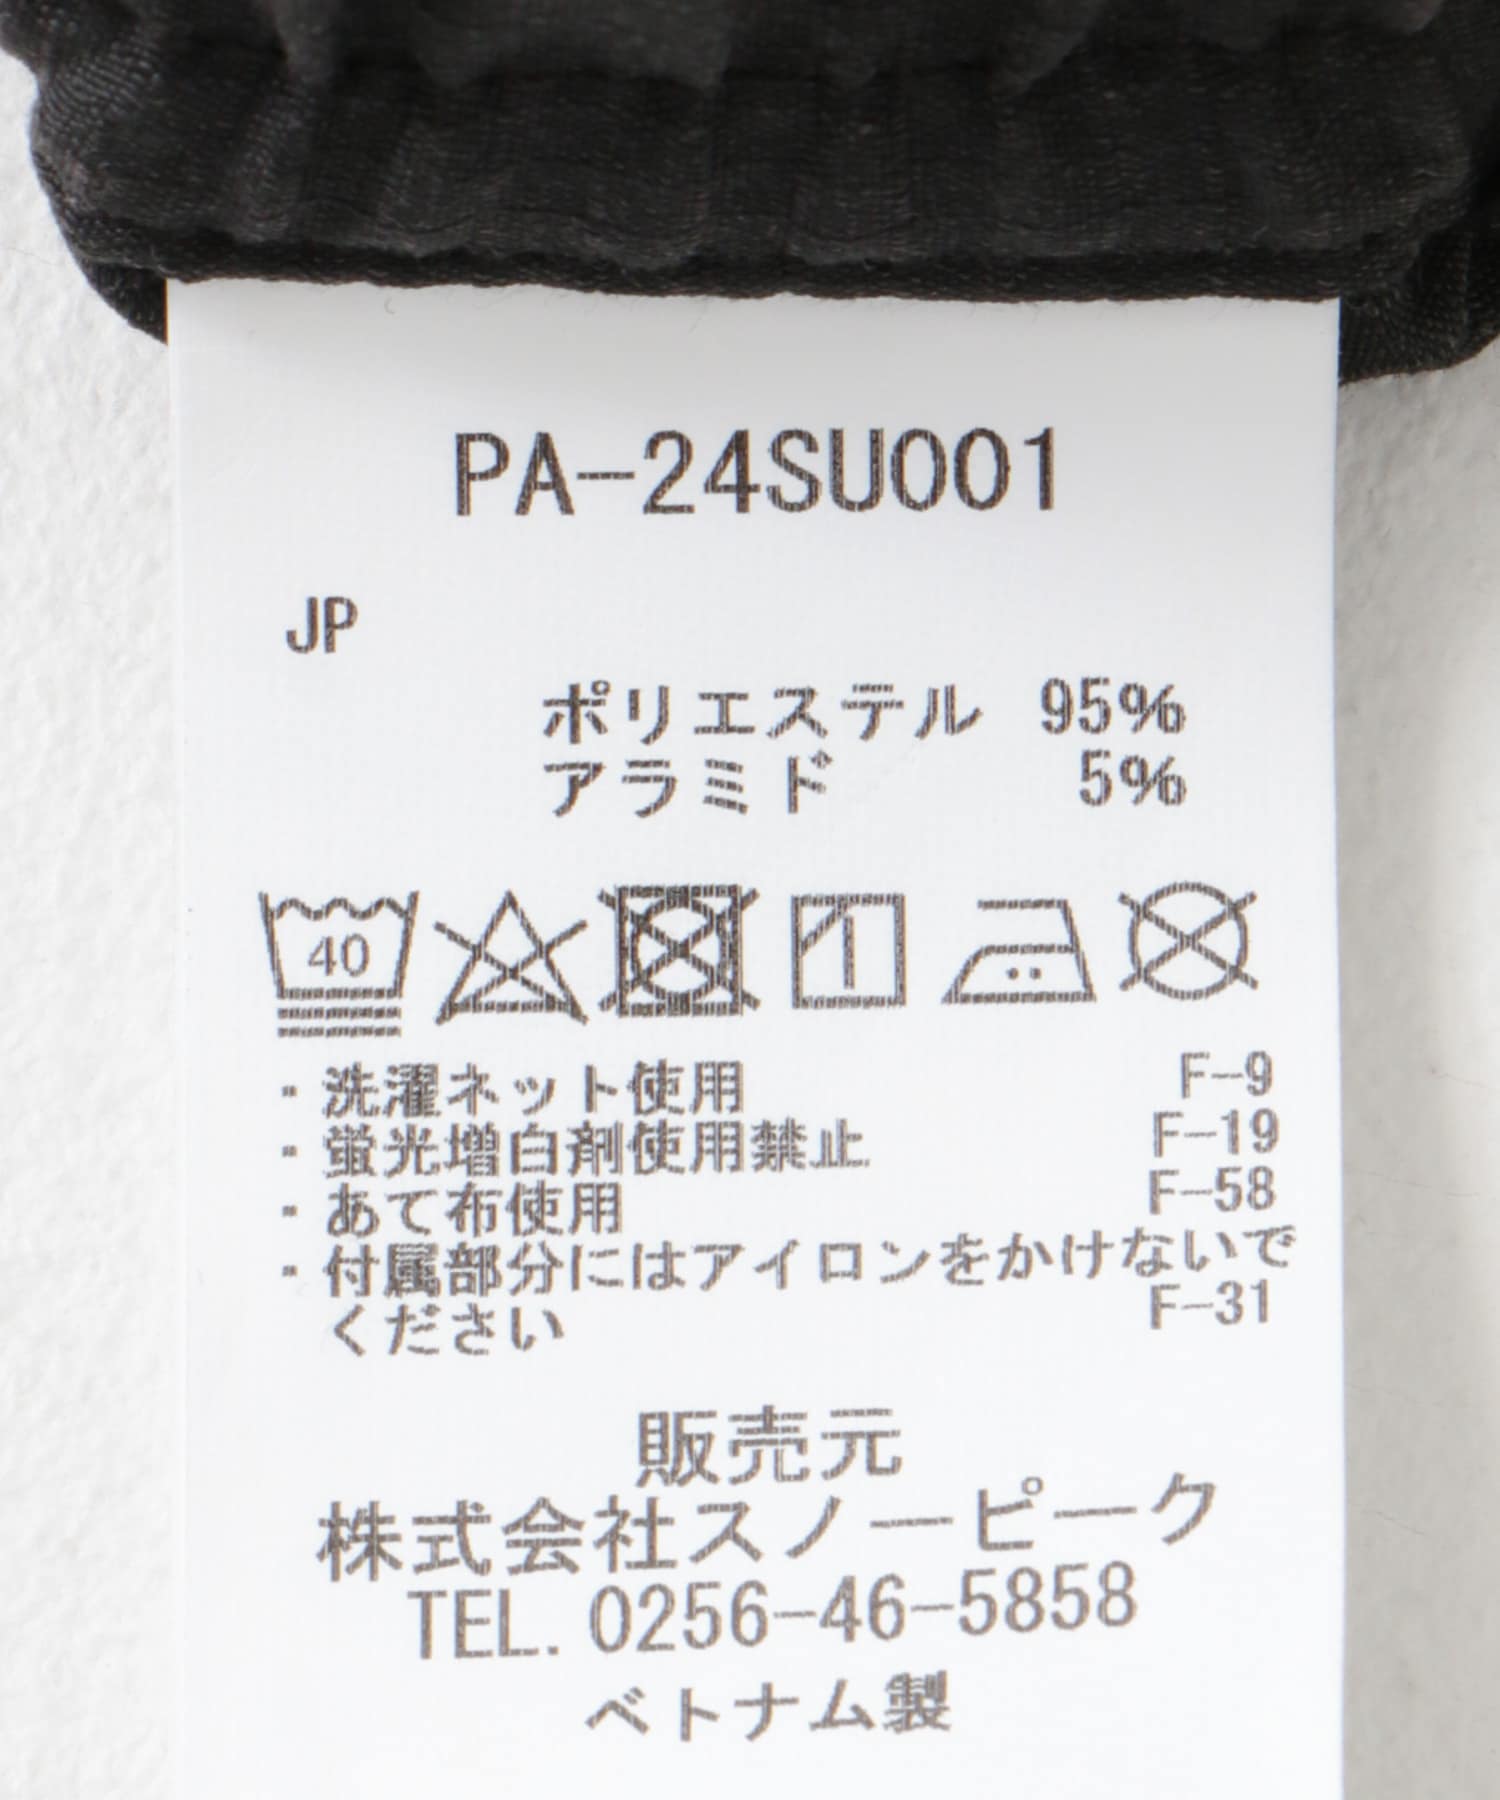 PA-24SU001
JP
ポリエステル 95%
アラミド 5%
40
・洗濯ネット使用 F-9
・蛍光増白剤使用禁止 F-19
・あて布使用 F-58
・付属部分にはアイロンをかけないで
ください F-31
販売元
株式会社スノーピーク
TEL. 0256-46-5858
ベトナム製